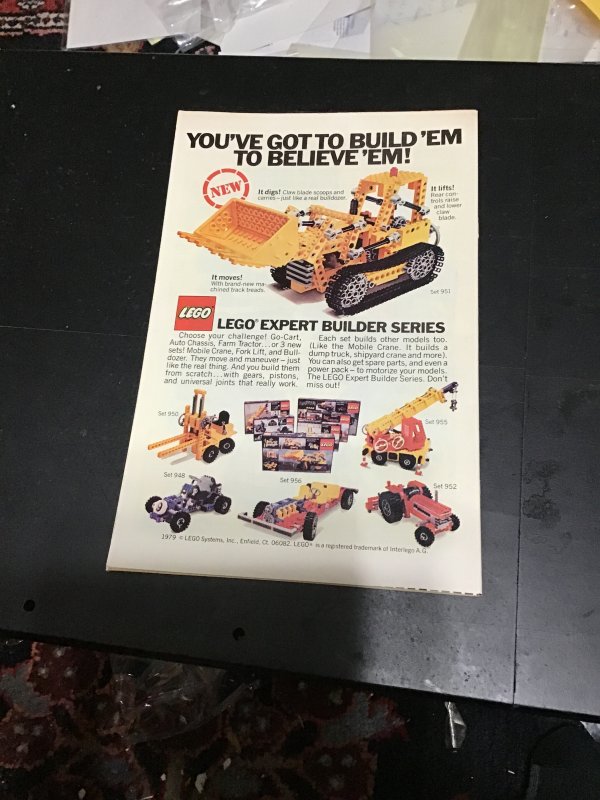 YOU'VE GOT TO BUILD 'EM
TO BELIEVE 'EM!
NEW
It digs! Claw blade scoops and
carries – just like a real bulldozer.
It lifts!
Rear con-
trols raise
and lower
claw
blade.
It moves!
With brand-new ma-
chined track treads.
Set 951
LEGO
LEGO® EXPERT BUILDER SERIES
Choose your challenge! Go-Cart,
Auto Chassis, Farm Tractor...or 3 new
sets! Mobile Crane, Fork Lift, and Bull-
dozer. They move and maneuver – just
like the real thing. And you build them
from scratch...with gears, pistons,
and universal joints that really work.
Each set builds other models too.
(Like the Mobile Crane. It builds a
dump truck, shipyard crane and more).
You can also get spare parts, and even a
power pack – to motorize your models.
The LEGO Expert Builder Series. Don't
miss out!
Set 950
Set 955
Set 948
Set 956
Set 952
1979 © LEGO Systems, Inc., Enfield, Ct. 06082. LEGO® is a registered trademark of Interlego A.G.